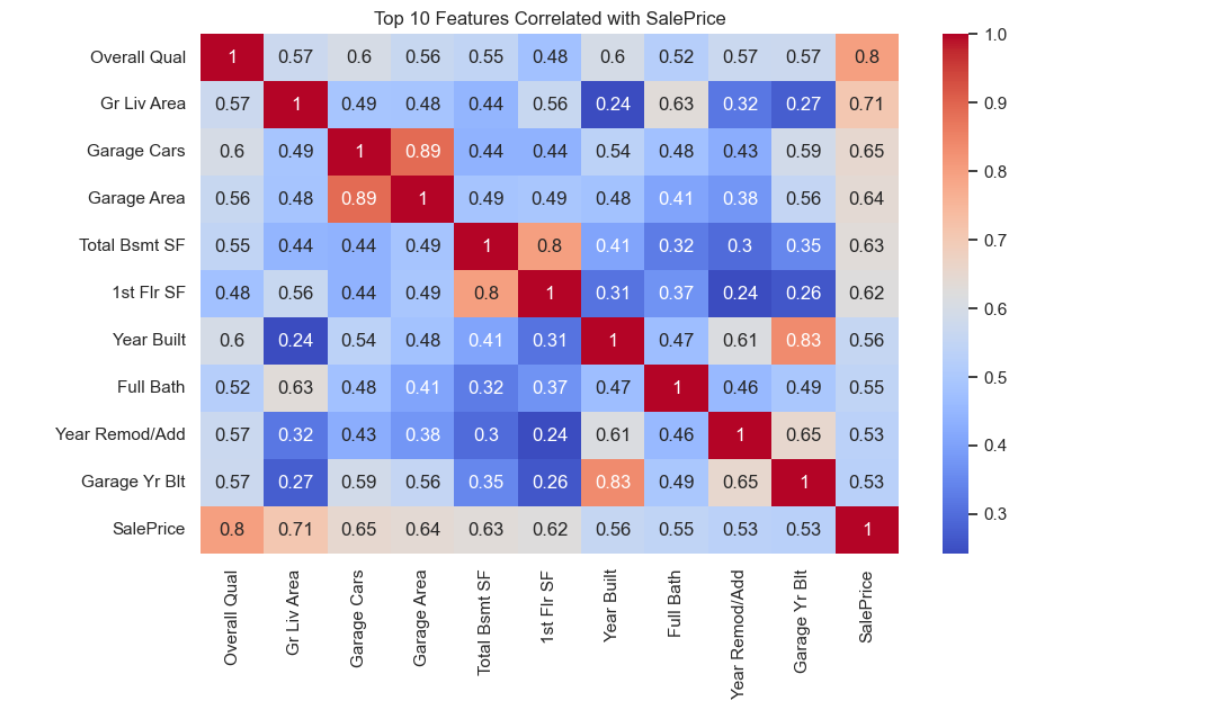 Top 10 Features Correlated with SalePrice
Overall Qual 1 0.57 0.6 0.56 0.55 0.48 0.6 0.52 0.57 0.57 0.8
Gr Liv Area 0.57 1 0.49 0.48 0.44 0.56 0.24 0.63 0.32 0.27 0.71
Garage Cars 0.6 0.49 1 0.89 0.44 0.44 0.54 0.48 0.43 0.59 0.65
Garage Area 0.56 0.48 0.89 1 0.49 0.49 0.48 0.41 0.38 0.56 0.64
Total Bsmt SF 0.55 0.44 0.44 0.49 1 0.8 0.41 0.32 0.3 0.35 0.63
1st Flr SF 0.48 0.56 0.44 0.49 0.8 1 0.31 0.37 0.24 0.26 0.62
Year Built 0.6 0.24 0.54 0.48 0.41 0.31 1 0.47 0.61 0.83 0.56
Full Bath 0.52 0.63 0.48 0.41 0.32 0.37 0.47 1 0.46 0.49 0.55
Year Remod/Add 0.57 0.32 0.43 0.38 0.3 0.24 0.61 0.46 1 0.65 0.53
Garage Yr Blt 0.57 0.27 0.59 0.56 0.35 0.26 0.83 0.49 0.65 1 0.53
SalePrice 0.8 0.71 0.65 0.64 0.63 0.62 0.56 0.55 0.53 0.53 1
Overall Qual
Gr Liv Area
Garage Cars
Garage Area
Total Bsmt SF
1st Flr SF
Year Built
Full Bath
Year Remod/Add
Garage Yr Blt
SalePrice
1.0
0.9
0.8
0.7
0.6
0.5
0.4
0.3